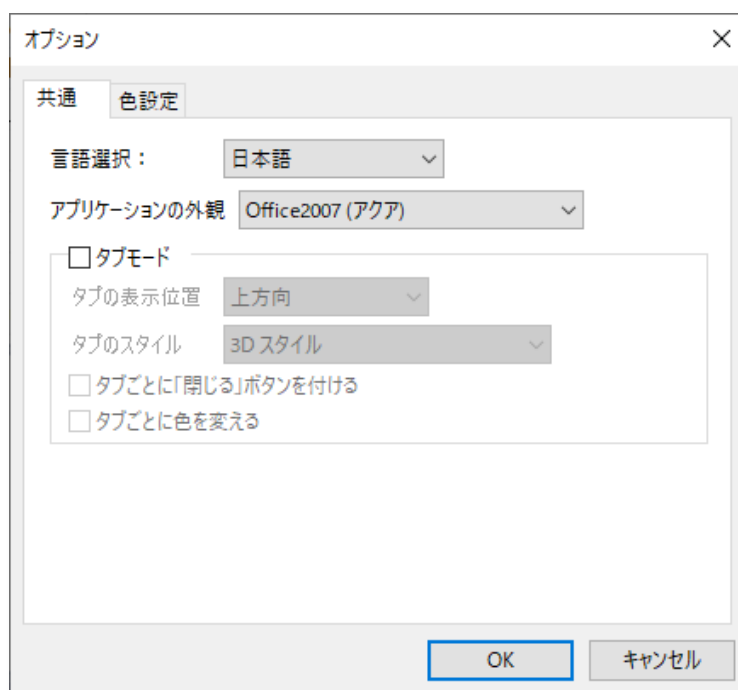 オプション
共通 色設定
言語選択： 日本語
アプリケーションの外観 Office2007 (アクア)
タブモード
タブの表示位置 上方向
タブのスタイル 3D スタイル
タブごとに「閉じる」ボタンを付ける
タブごとに色を変える
OK キャンセル